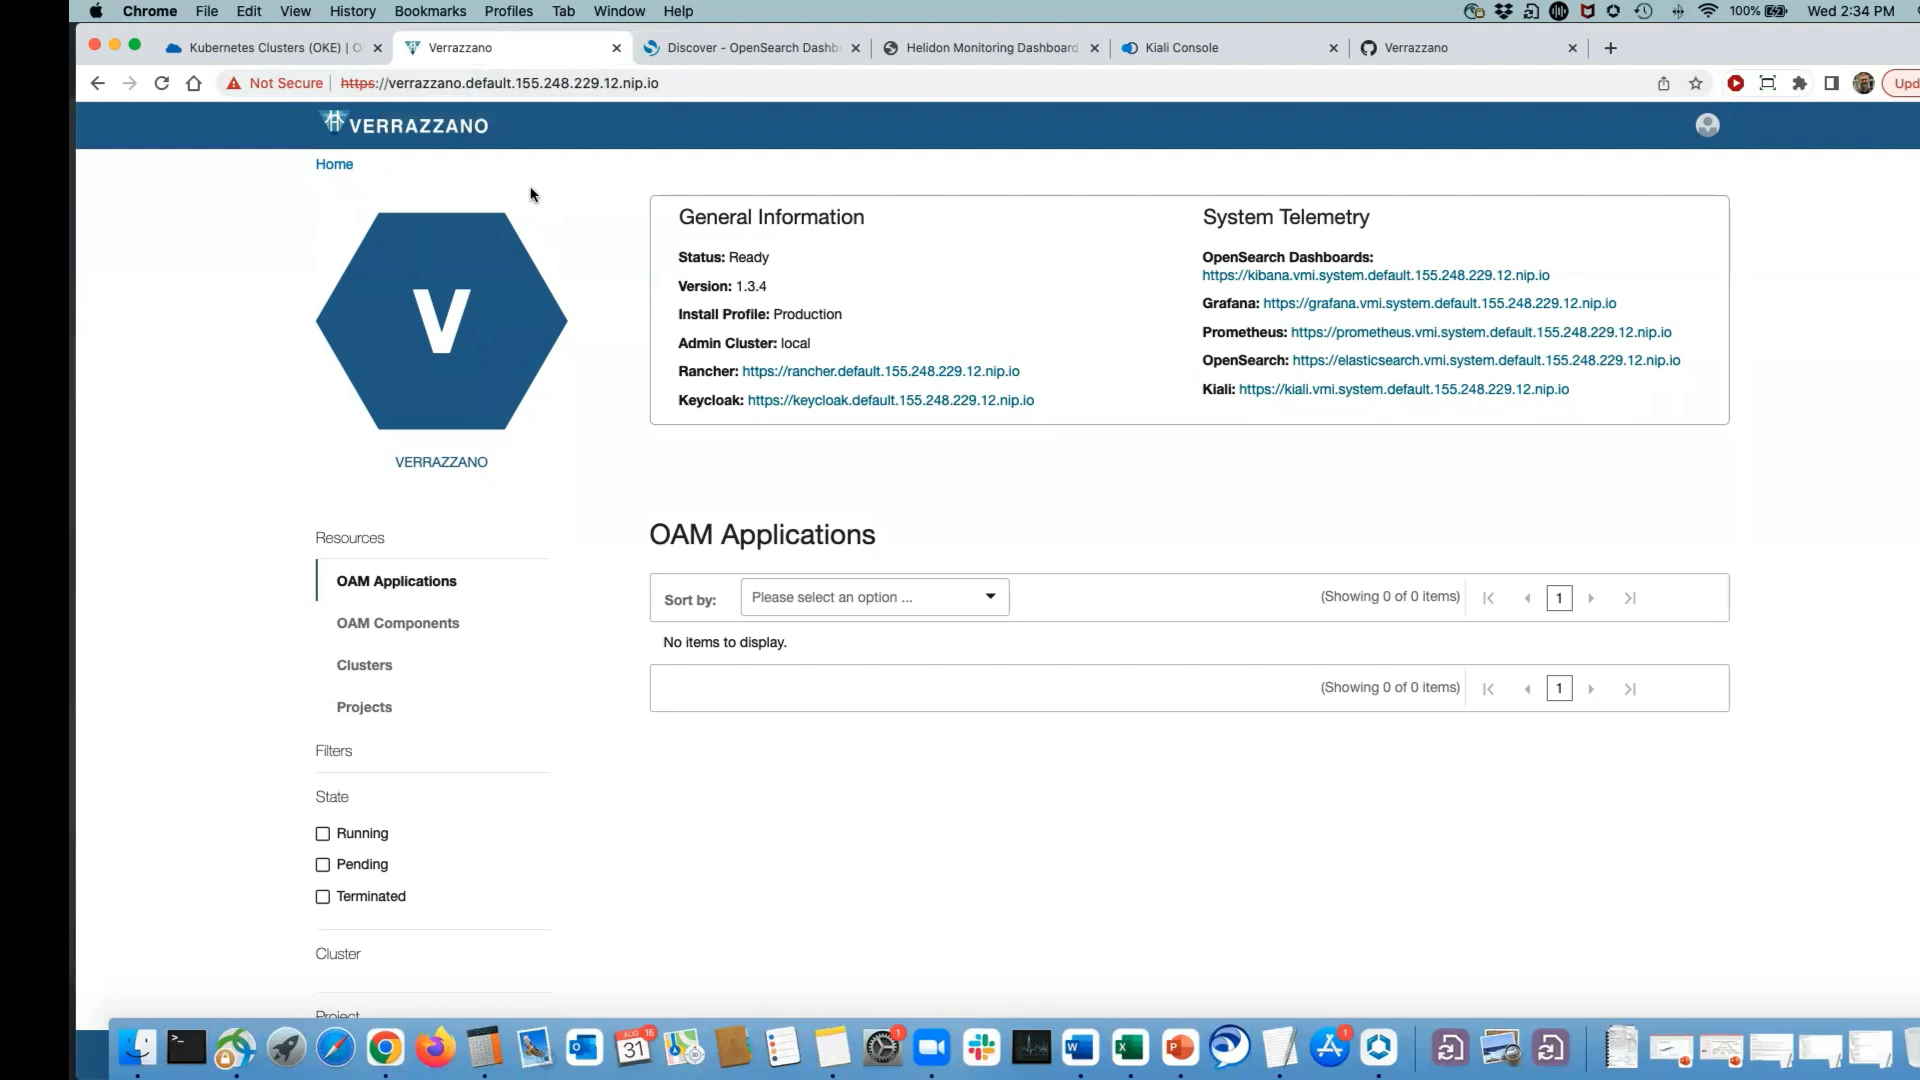 Chrome File Edit View History Bookmarks Profiles Tab Window Help 100% Wed 2:34 PM
Kubernetes Clusters (OKE) | O Verrazzano Discover - OpenSearch Dashb Helidon Monitoring Dashboard Kiali Console Verrazzano
Not Secure https://verrazzano.default.155.248.229.12.nip.io Upd
VERRAZZANO
Home
V
VERRAZZANO
General Information
Status: Ready
Version: 1.3.4
Install Profile: Production
Admin Cluster: local
Rancher: https://rancher.default.155.248.229.12.nip.io
Keycloak: https://keycloak.default.155.248.229.12.nip.io
System Telemetry
OpenSearch Dashboards:
https://kibana.vmi.system.default.155.248.229.12.nip.io
Grafana: https://grafana.vmi.system.default.155.248.229.12.nip.io
Prometheus: https://prometheus.vmi.system.default.155.248.229.12.nip.io
OpenSearch: https://elasticsearch.vmi.system.default.155.248.229.12.nip.io
Kiali: https://kiali.vmi.system.default.155.248.229.12.nip.io
Resources
OAM Applications
OAM Components
Clusters
Projects
Filters
State
Running
Pending
Terminated
Cluster
Project
OAM Applications
Sort by: Please select an option ... (Showing 0 of 0 items) 1
No items to display.
(Showing 0 of 0 items) 1
AUG 31